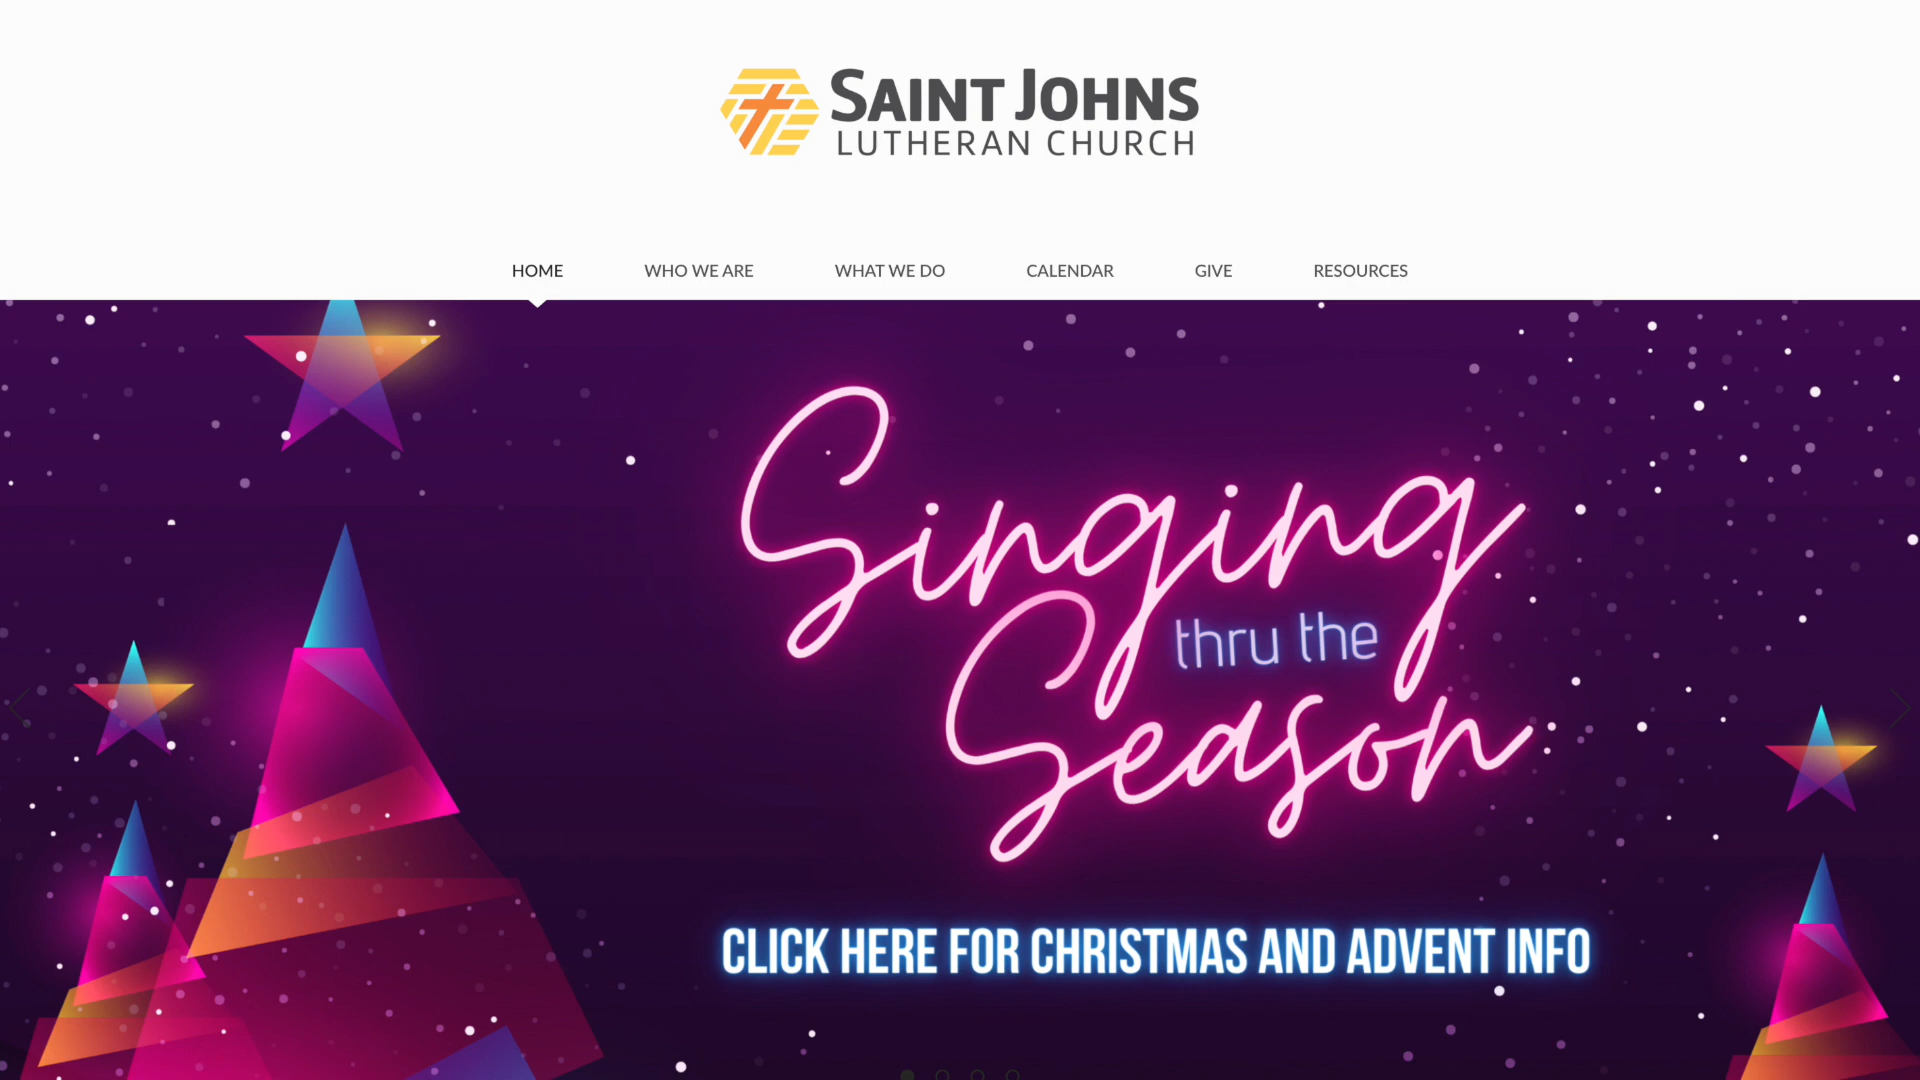 SAINT JOHNS
LUTHERAN CHURCH
HOME
WHO WE ARE
WHAT WE DO
CALENDAR
GIVE
RESOURCES
Singing
thru the
Season
CLICK HERE FOR CHRISTMAS AND ADVENT INFO